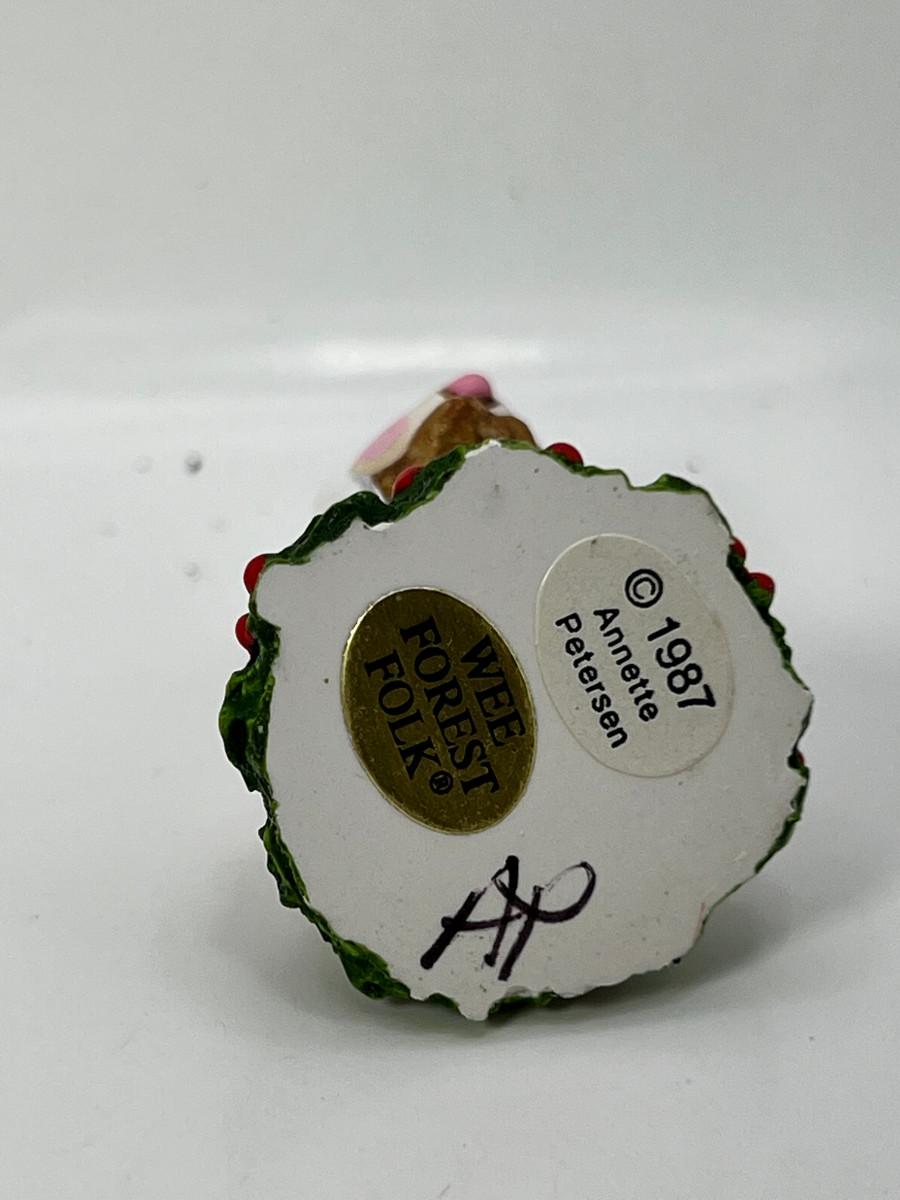 WEE
FOREST
FOLK®
© 1987
Annette
Petersen
AP